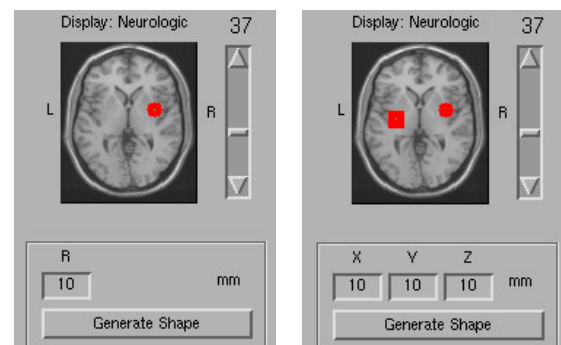 Display: Neurologic 37
L R
R
10 mm
Generate Shape
Display: Neurologic 37
L R
X Y Z
10 10 10 mm
Generate Shape